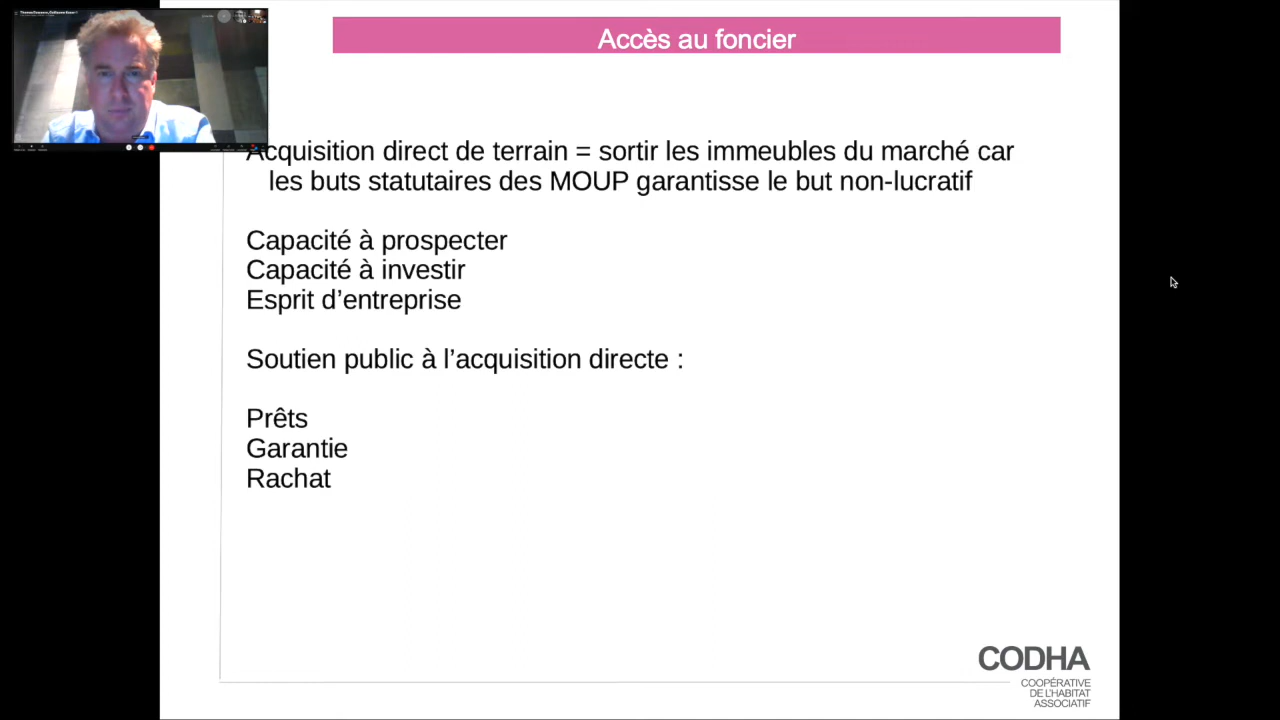 Accès au foncier
Acquisition direct de terrain = sortir les immeubles du marché car
les buts statutaires des MOUP garantisse le but non-lucratif
Capacité à prospecter
Capacité à investir
Esprit d’entreprise
Soutien public à l’acquisition directe :
Prêts
Garantie
Rachat
CODHA
COOPÉRATIVE
DE L’HABITAT
ASSOCIATIF